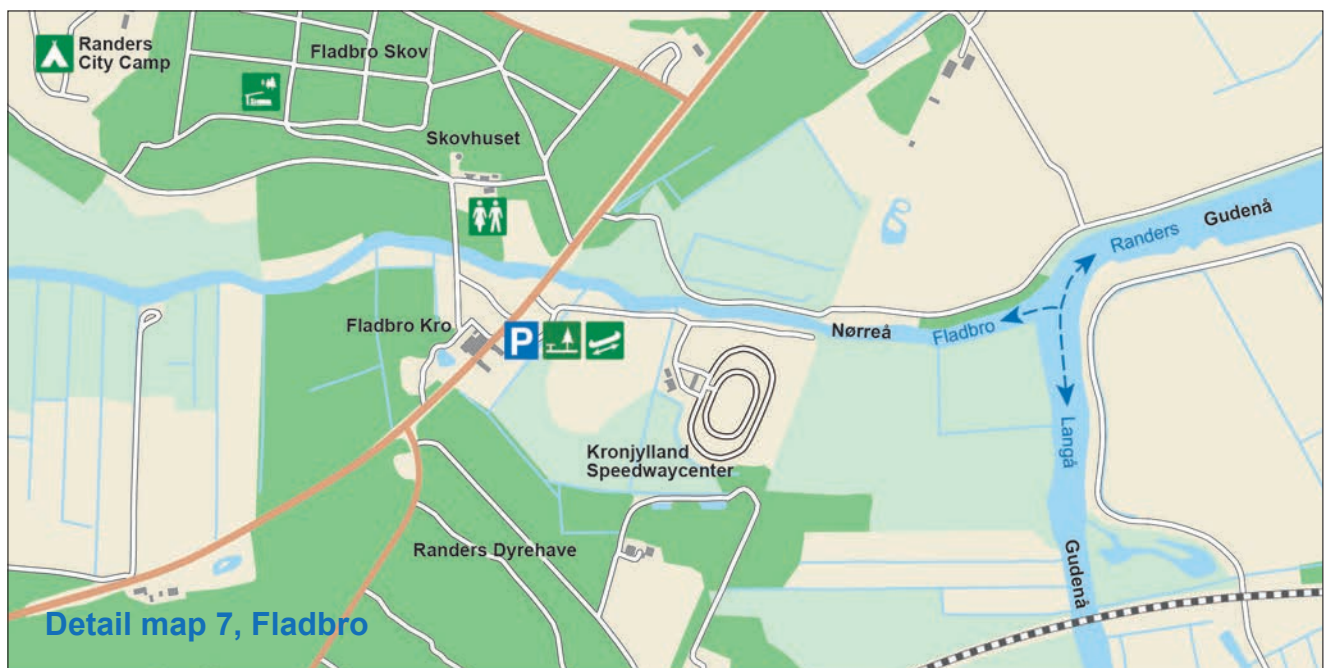 Randers
City Camp
Fladbro Skov
Skovhuset
Gudenå
Randers
Fladbro Kro
P
Nørreå
Fladbro
Langå
Kronjylland
Speedwaycenter
Randers Dyrehave
Gudenå
Detail map 7, Fladbro